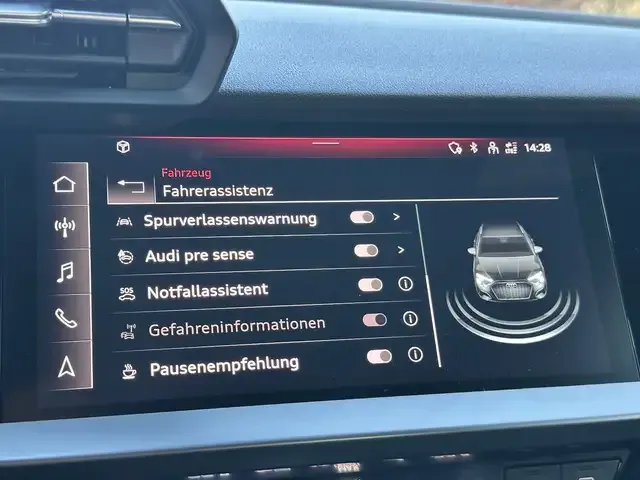 14:28
Fahrzeug
Fahrerassistenz
Spurverlassenswarnung
Audi pre sense
SOS Notfallassistent
Gefahreninformationen
Pausenempfehlung